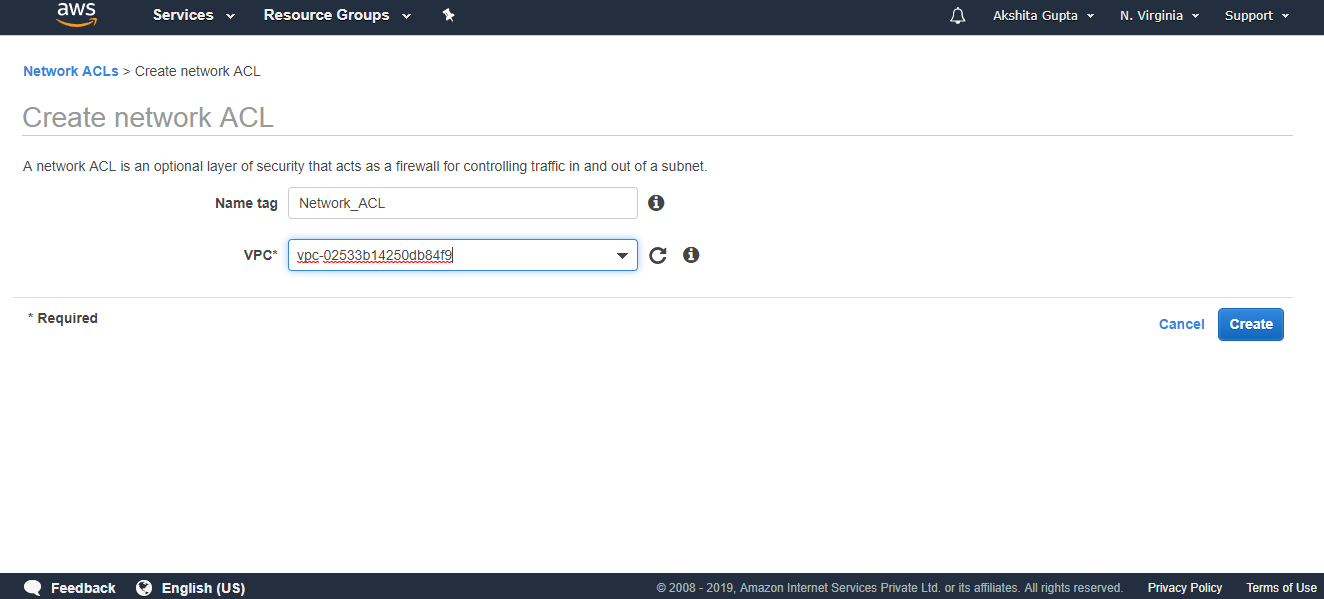 aws Services Resource Groups Akshita Gupta N. Virginia Support
Network ACLs > Create network ACL
Create network ACL
A network ACL is an optional layer of security that acts as a firewall for controlling traffic in and out of a subnet.
Name tag Network_ACL
VPC* vpc-02533b14250db84f9
* Required
Cancel Create
Feedback English (US) © 2008 - 2019, Amazon Internet Services Private Ltd. or its affiliates. All rights reserved. Privacy Policy Terms of Use